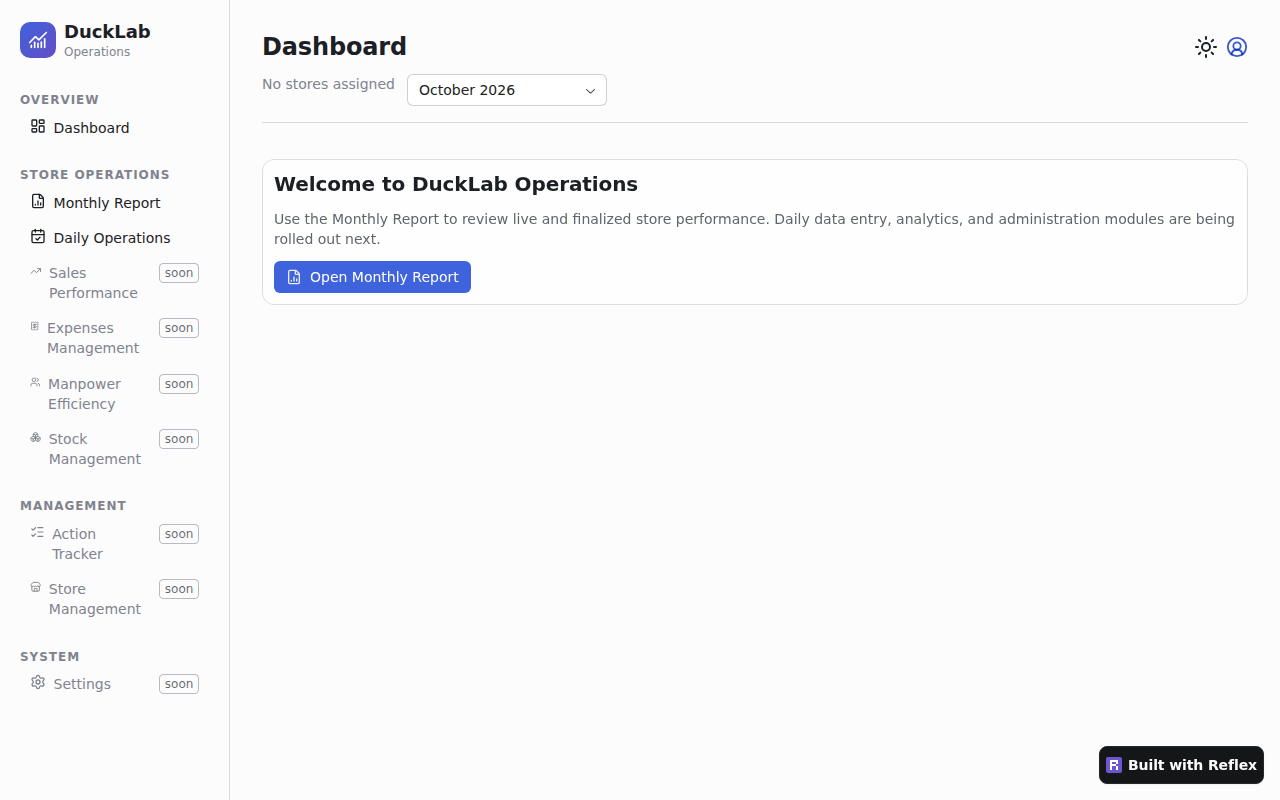 DuckLab
Operations
OVERVIEW
Dashboard
STORE OPERATIONS
Monthly Report
Daily Operations
Sales Performance
soon
Expenses Management
soon
Manpower Efficiency
soon
Stock Management
soon
MANAGEMENT
Action Tracker
soon
Store Management
soon
SYSTEM
Settings
soon
Dashboard
No stores assigned
October 2026
Welcome to DuckLab Operations
Use the Monthly Report to review live and finalized store performance. Daily data entry, analytics, and administration modules are being
rolled out next.
Open Monthly Report
Built with Reflex